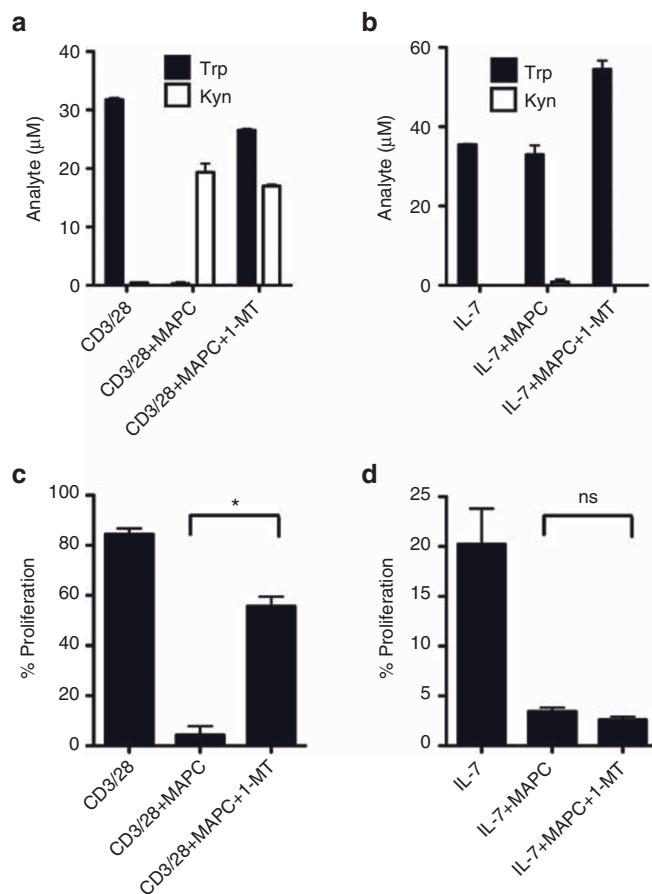 a
40
30
20
10
0
Analyte (μM)
Trp
Kyn
CD3/28
CD3/28+MAPC
CD3/28+MAPC+1-MT
b
60
40
20
0
Analyte (μM)
Trp
Kyn
IL-7
IL-7+MAPC
IL-7+MAPC+1-MT
c
100
80
60
40
20
0
% Proliferation
*
CD3/28
CD3/28+MAPC
CD3/28+MAPC+1-MT
d
25
20
15
10
5
0
% Proliferation
ns
IL-7
IL-7+MAPC
IL-7+MAPC+1-MT